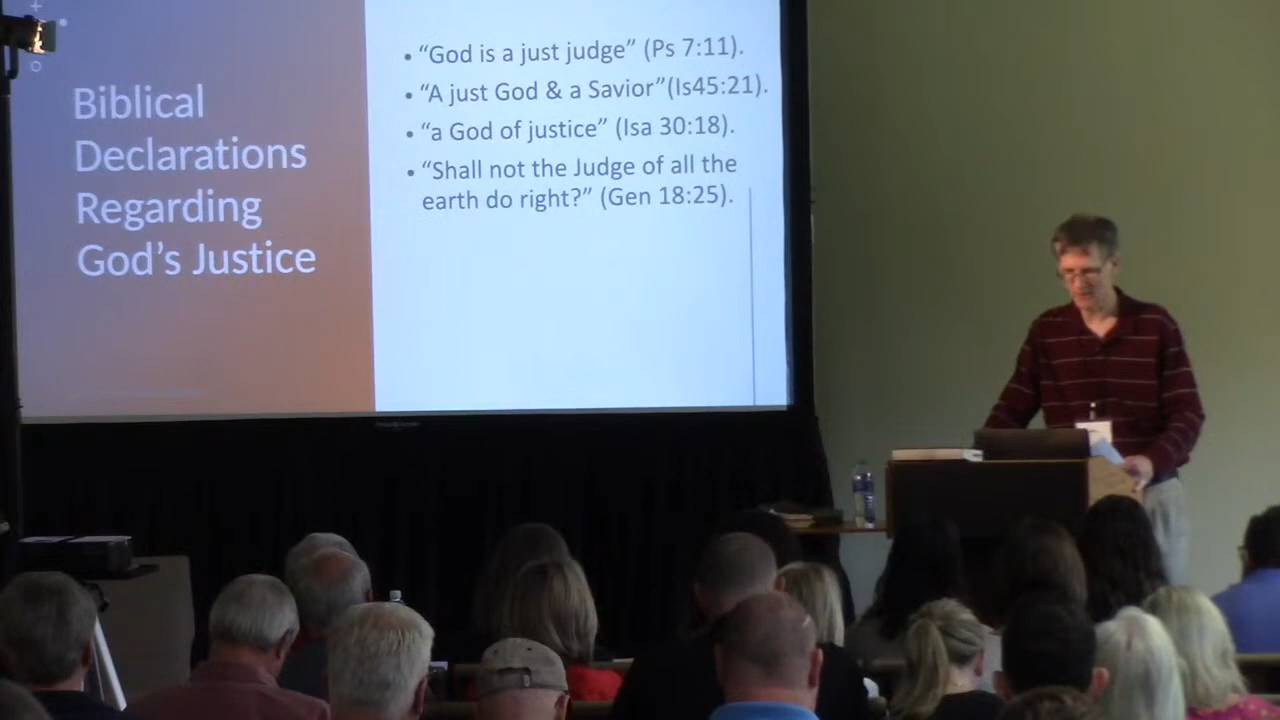 Biblical
Declarations
Regarding
God's Justice
• "God is a just judge" (Ps 7:11).
• "A just God & a Savior"(Is45:21).
• "a God of justice" (Isa 30:18).
• "Shall not the Judge of all the
earth do right?" (Gen 18:25).